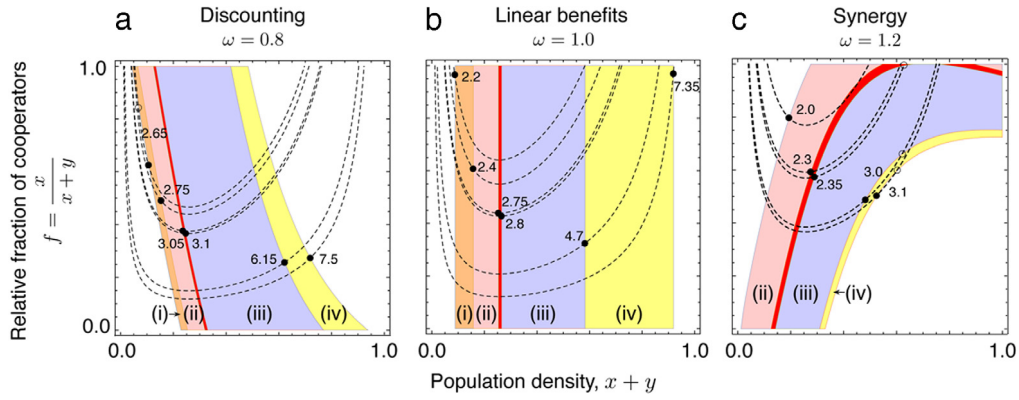 a Discounting
ω = 0.8
b Linear benefits
ω = 1.0
c Synergy
ω = 1.2
Relative fraction of cooperators
f = x / x + y
1.0
0.0
2.65
2.75
3.05
3.1
6.15
7.5
(i)
(ii)
(iii)
(iv)
0.0
1.0
2.2
7.35
2.4
2.75
2.8
4.7
(i)
(ii)
(iii)
(iv)
0.0
1.0
2.0
2.3
2.35
3.0
3.1
(ii)
(iii)
(iv)
0.0
1.0
Population density, x + y